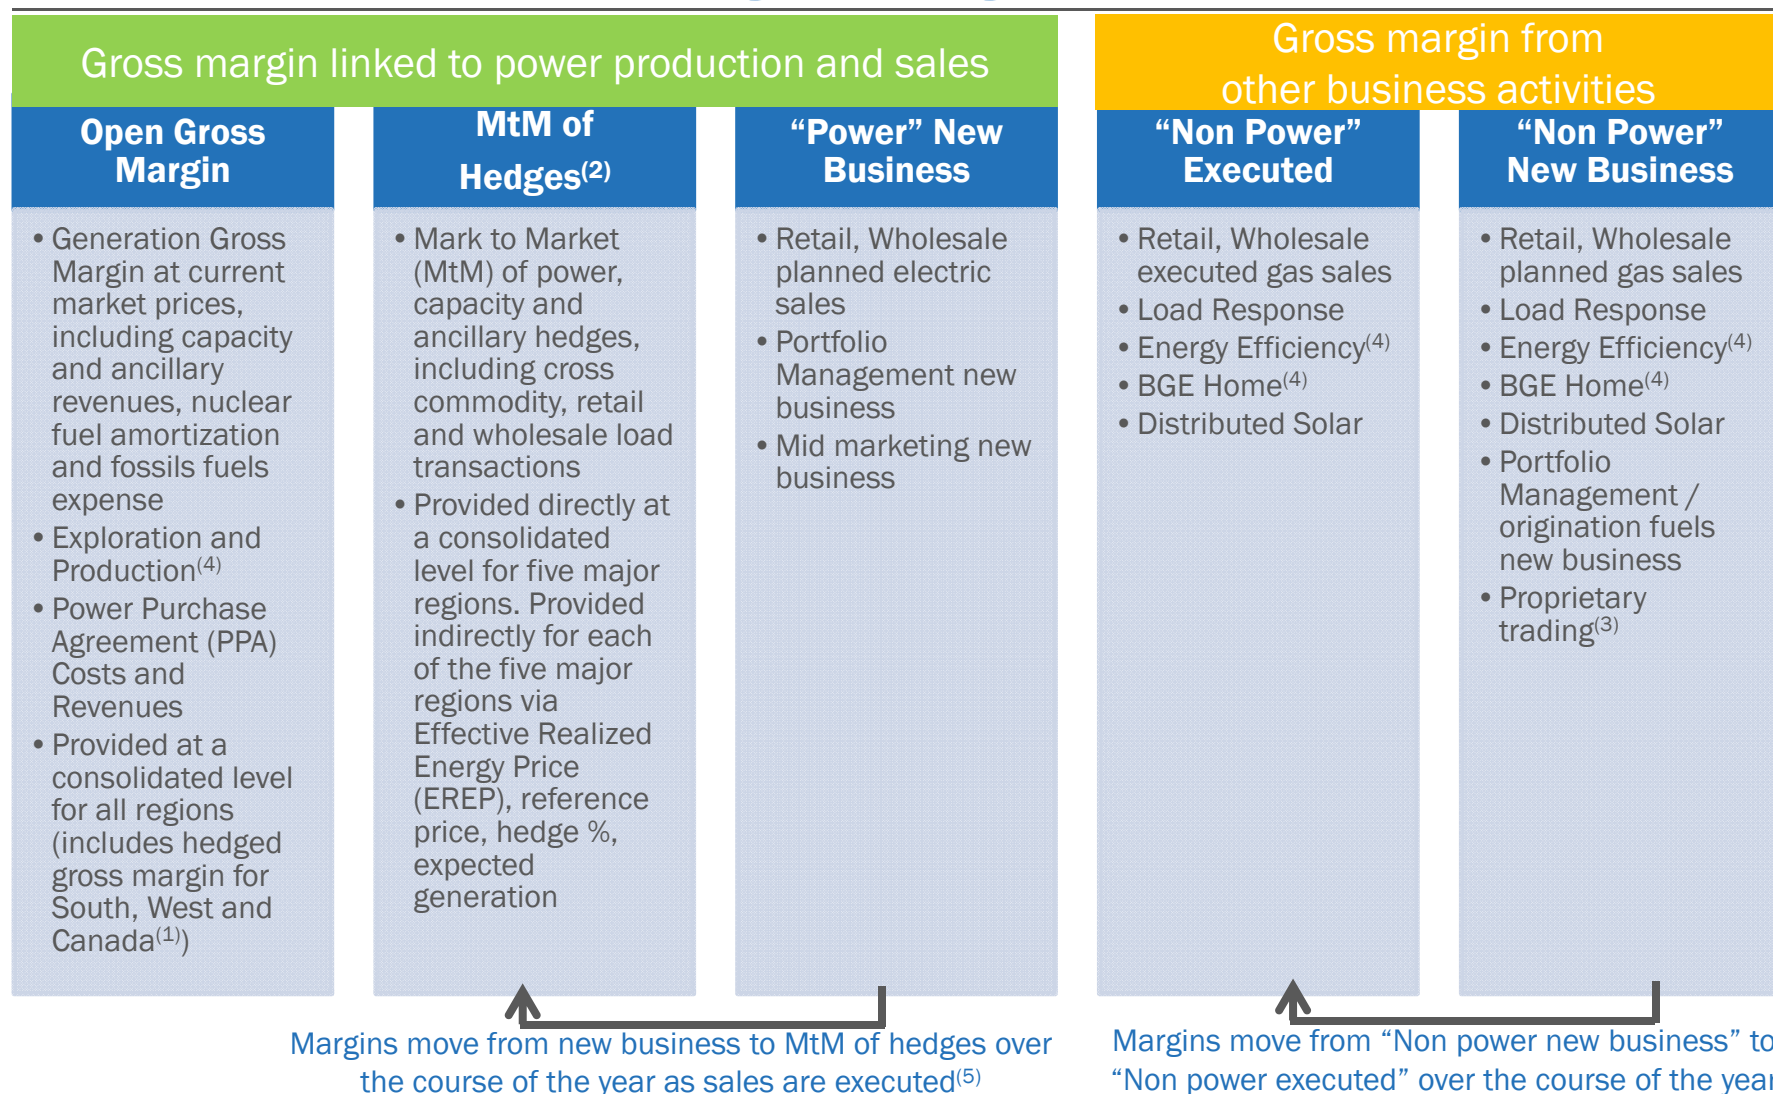 Gross margin linked to power production and sales
Gross margin from
other business activities
Open Gross
Margin
• Generation Gross
Margin at current
market prices,
including capacity
and ancillary
revenues, nuclear
fuel amortization
and fossils fuels
expense
• Exploration and
Production(4)
• Power Purchase
Agreement (PPA)
Costs and
Revenues
• Provided at a
consolidated level
for all regions
(includes hedged
gross margin for
South, West and
Canada(1))
MtM of
Hedges(2)
• Mark to Market
(MtM) of power,
capacity and
ancillary hedges,
including cross
commodity, retail
and wholesale load
transactions
• Provided directly at
a consolidated
level for five major
regions. Provided
indirectly for each
of the five major
regions via
Effective Realized
Energy Price
(EREP), reference
price, hedge %,
expected
generation
“Power” New
Business
• Retail, Wholesale
planned electric
sales
• Portfolio
Management new
business
• Mid marketing new
business
“Non Power”
Executed
• Retail, Wholesale
executed gas sales
• Load Response
• Energy Efficiency(4)
• BGE Home(4)
• Distributed Solar
“Non Power”
New Business
• Retail, Wholesale
planned gas sales
• Load Response
• Energy Efficiency(4)
• BGE Home(4)
• Distributed Solar
• Portfolio
Management /
origination fuels
new business
• Proprietary
trading(3)
Margins move from new business to MtM of hedges over
the course of the year as sales are executed(5)
Margins move from “Non power new business” to
“Non power executed” over the course of the year